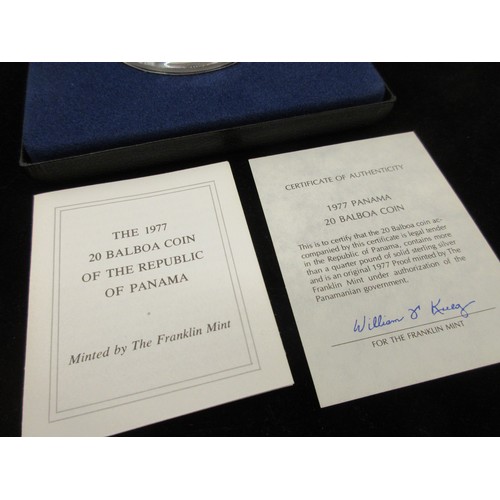 THE 1977
20 BALBOA COIN
OF THE REPUBLIC
OF PANAMA
Minted by The Franklin Mint
CERTIFICATE OF AUTHENTICITY
1977 PANAMA
20 BALBOA COIN
This is to certify that the 20 Balboa coin ac-
companied by this certificate is legal tender
in the Republic of Panama, contains more
than a quarter pound of solid sterling silver
and is an original 1977 Proof minted by The
Franklin Mint under authorization of the
Panamanian government.
William
FOR THE FRANKLIN MINT